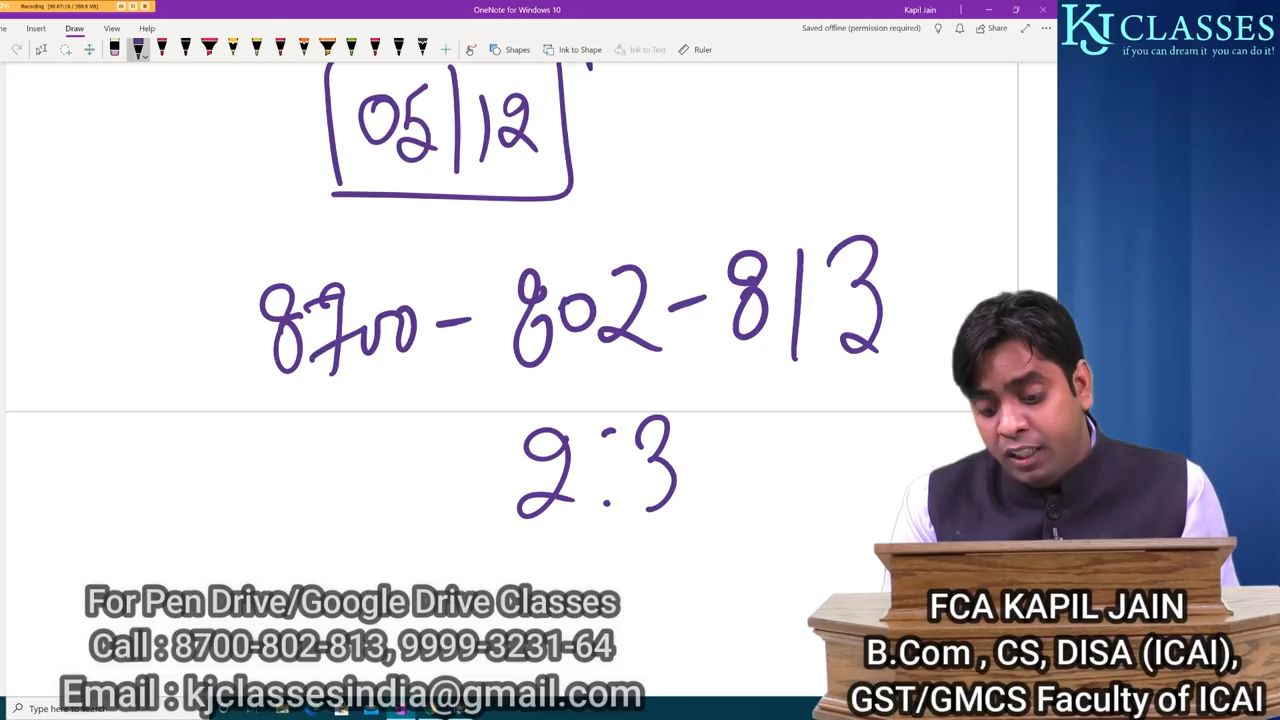 Recording
OneNote for Windows 10
Kapil Jain
Insert Draw View Help
Saved offline (permission required)
Share
Shapes Ink to Shape Ink to Text Ruler
KJ CLASSES
if you can dream it you can do it!
05 | 12
8700 - 802 - 813
2:3
For Pen Drive/Google Drive Classes
Call : 8700-802-813, 9999-3231-64
Email : kjclassesindia@gmail.com
FCA KAPIL JAIN
B.Com , CS, DISA (ICAI),
GST/GMCS Faculty of ICAI
Type here to search